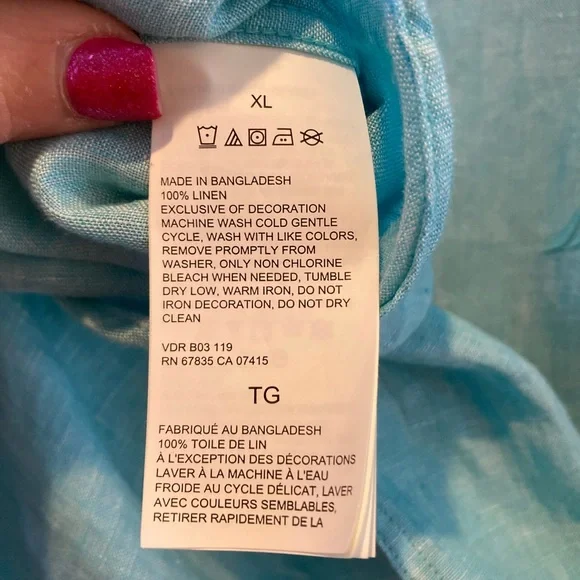 XL
MADE IN BANGLADESH
100% LINEN
EXCLUSIVE OF DECORATION
MACHINE WASH COLD GENTLE
CYCLE, WASH WITH LIKE COLORS,
REMOVE PROMPTLY FROM
WASHER, ONLY NON CHLORINE
BLEACH WHEN NEEDED, TUMBLE
DRY LOW, WARM IRON, DO NOT
IRON DECORATION, DO NOT DRY
CLEAN
VDR B03 119
RN 67835 CA 07415
TG
FABRIQUÉ AU BANGLADESH
100% TOILE DE LIN
À L'EXCEPTION DES DÉCORATIONS
LAVER À LA MACHINE À L'EAU
FROIDE AU CYCLE DÉLICAT, LAVER
AVEC COULEURS SEMBLABLES,
RETIRER RAPIDEMENT DE LA